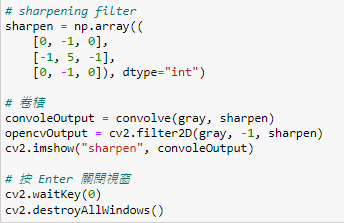 # sharpening filter
sharpen = np.array((
    [0, -1, 0],
    [-1, 5, -1],
    [0, -1, 0]), dtype="int")

# 卷積
convoleOutput = convolve(gray, sharpen)
opencvOutput = cv2.filter2D(gray, -1, sharpen)
cv2.imshow("sharpen", convoleOutput)

# 按 Enter 關閉視窗
cv2.waitKey(0)
cv2.destroyAllWindows()